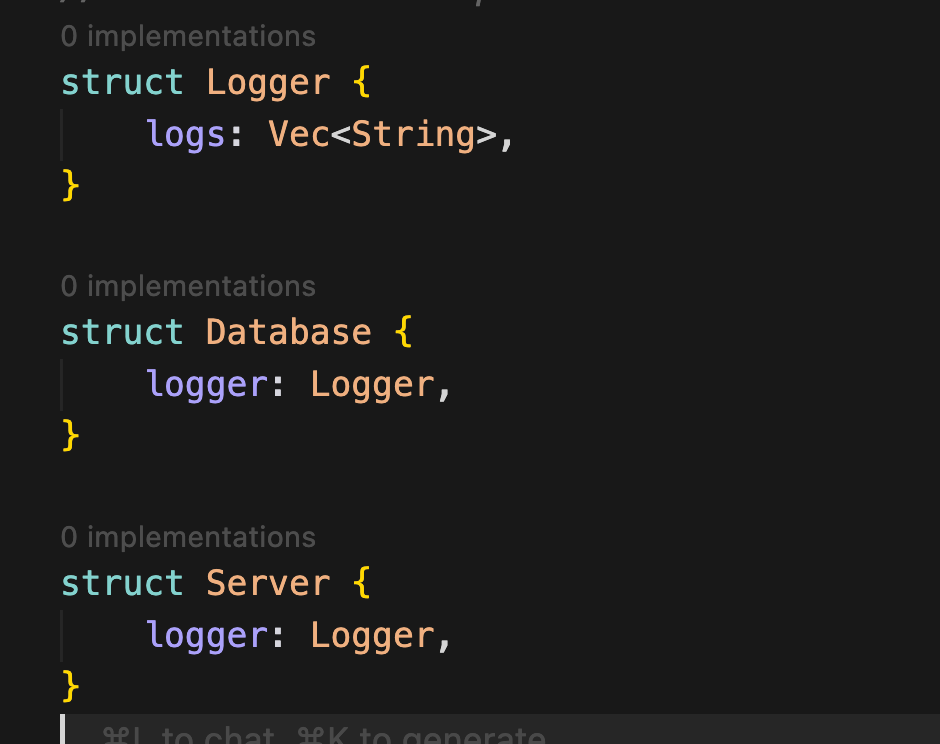 0 implementations
struct Logger {
    logs: Vec<String>,
}
0 implementations
struct Database {
    logger: Logger,
}
0 implementations
struct Server {
    logger: Logger,
}
⌘L to chat, ⌘K to generate